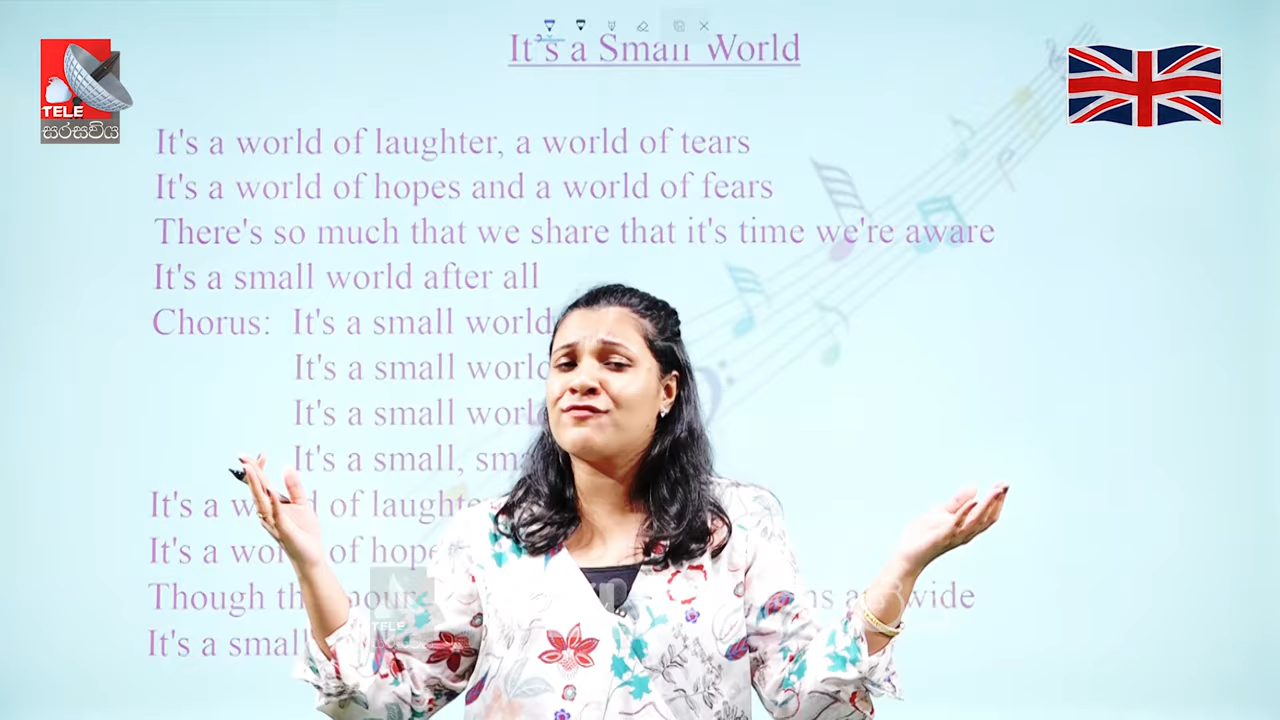 It's a Small World
TELE
සරසවිය
It's a world of laughter, a world of tears
It's a world of hopes and a world of fears
There's so much that we share that it's time we're aware
It's a small world after all
Chorus: It's a small world
It's a small world
It's a small world
It's a small,
It's a of laughter
It's a of hope
Though wide
It's a small
TELE